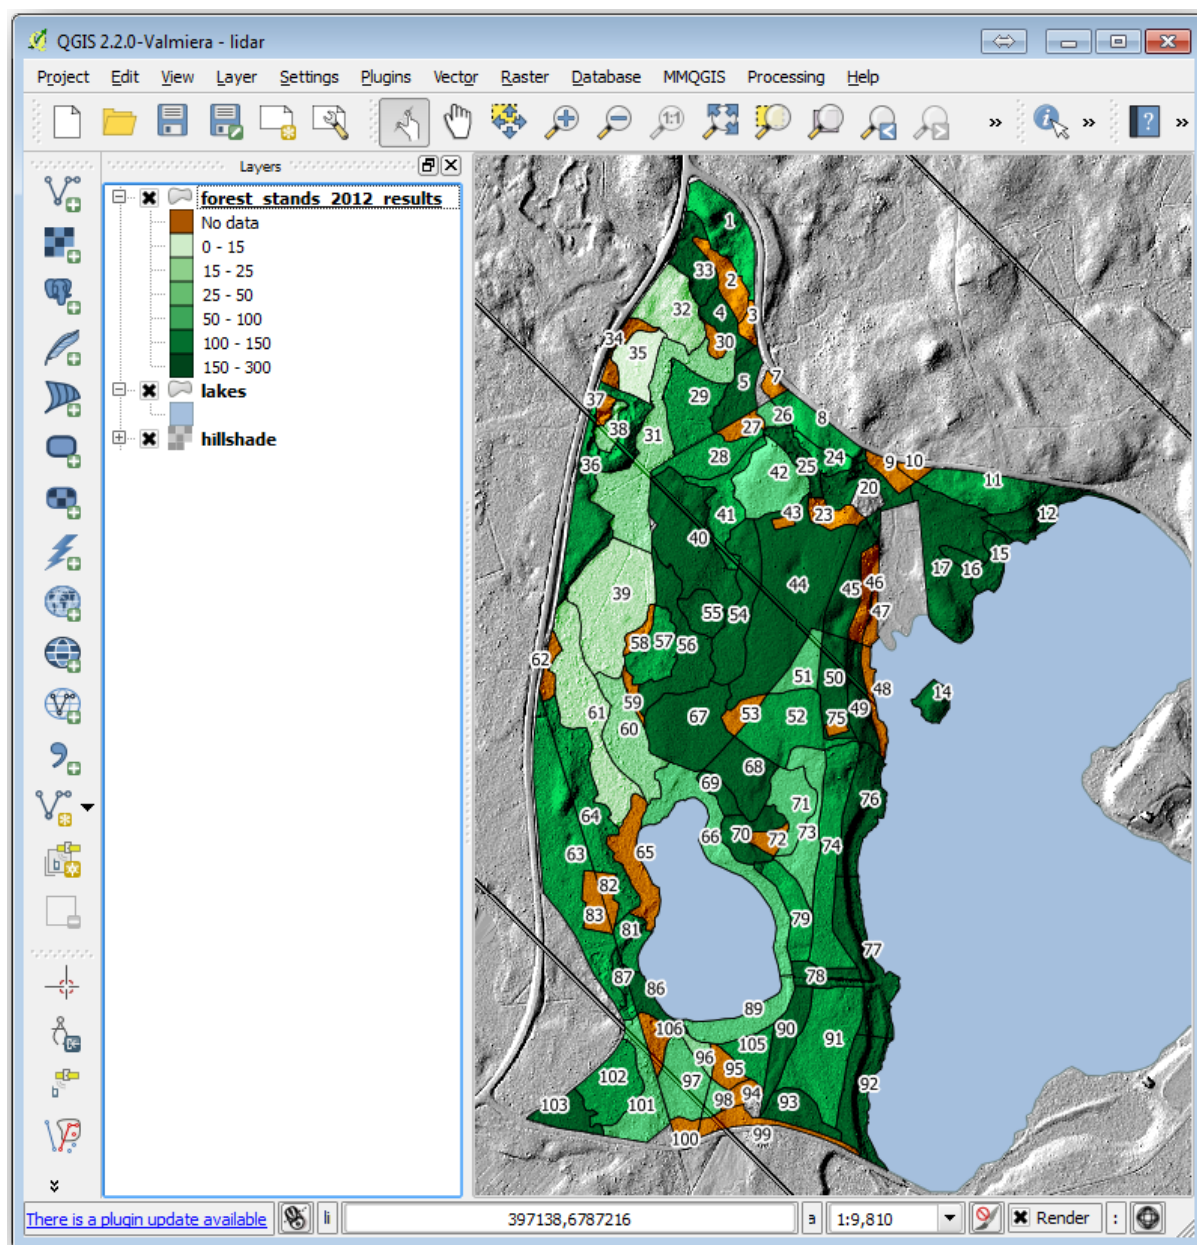 QGIS 2.2.0-Valmiera - lidar
Project Edit View Layer Settings Plugins Vector Raster Database MMQGIS Processing Help
1:1
»
»
?
»
Layers
forest_stands_2012_results
No data
0 - 15
15 - 25
25 - 50
50 - 100
100 - 150
150 - 300
lakes
hillshade
1
33 2
32 4 3
34 35 30
5 7
37 29 26 8
38 31 27
36 28 42 25 24 9 10
20 11
41 43 23 12
40 15
39 44 45 46 17 16
55 54 47
58 57 56
62 51 50 48 14
59
61 60 67 53 52 75 49
68
69 71 76
64 66 70 72 73 74
63 65
82
83 79
81 77
87 86 78
89
106 90 91
96 105
102 97 95 92
103 101 98 94 93
100 99
There is a plugin update available
li
397138,6787216
1:9,810
Render
: